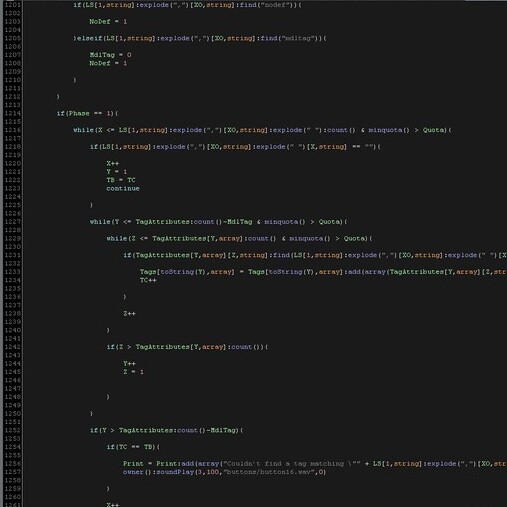 1201 if(LS[1,string]:explode(",")[XO,string]:find("nodef")){
1202
1203 NoDef = 1
1204
1205 }elseif(LS[1,string]:explode(",")[XO,string]:find("mdltag")){
1206
1207 MdlTag = 0
1208 NoDef = 1
1209
1210 }
1211
1212 }
1213
1214 if(Phase == 1){
1215
1216 while(X <= LS[1,string]:explode(",")[XO,string]:explode(" "):count() & minquota() > Quota){
1217
1218 if(LS[1,string]:explode(",")[XO,string]:explode(" ")[X,string] == ""){
1219
1220 X++
1221 Y = 1
1222 TB = TC
1223 continue
1224
1225 }
1226
1227 while(Y <= TagAttributes:count()-MdlTag & minquota() > Quota){
1228
1229 while(Z <= TagAttributes[Y,array]:count() & minquota() > Quota){
1230
1231 if(TagAttributes[Y,array][Z,string]:find(LS[1,string]:explode(",")[XO,string]:explode(" ")[X
1232
1233 Tags[toString(Y),array] = Tags[toString(Y),array]:add(array(TagAttributes[Y,array][Z,str
1234 TC++
1235
1236 }
1237
1238 Z++
1239
1240 }
1241
1242 if(Z > TagAttributes[Y,array]:count()){
1243
1244 Y++
1245 Z = 1
1246
1247
1248 }
1249
1250 }
1251
1252 if(Y > TagAttributes:count()-MdlTag){
1253
1254 if(TC == TB){
1255
1256 Print = Print:add(array("Couldn't find a tag matching \"" + LS[1,string]:explode(",")[XO,str
1257 owner():soundPlay(3,100,"buttons/button16.wav",0)
1258
1259 }
1260
1261 X++